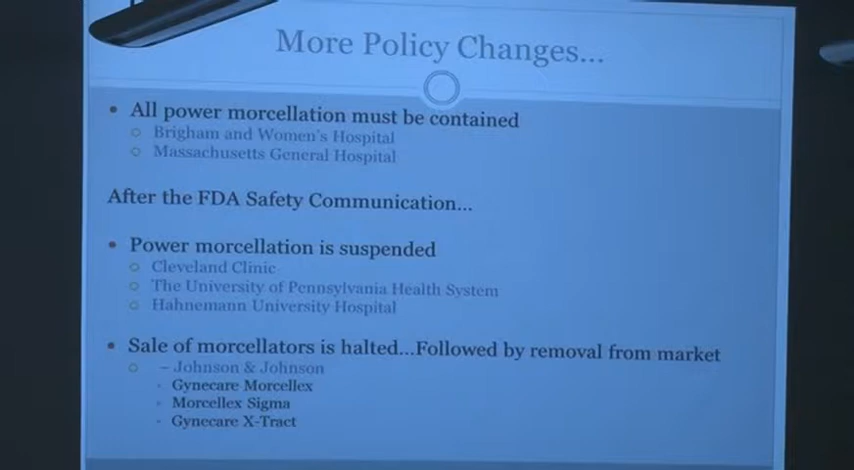 More Policy Changes...
• All power morcellation must be contained
○ Brigham and Women's Hospital
○ Massachusetts General Hospital
After the FDA Safety Communication...
• Power morcellation is suspended
○ Cleveland Clinic
○ The University of Pennsylvania Health System
○ Hahnemann University Hospital
• Sale of morcellators is halted...Followed by removal from market
○ – Johnson & Johnson
- Gynecare Morcellex
- Morcellex Sigma
- Gynecare X-Tract